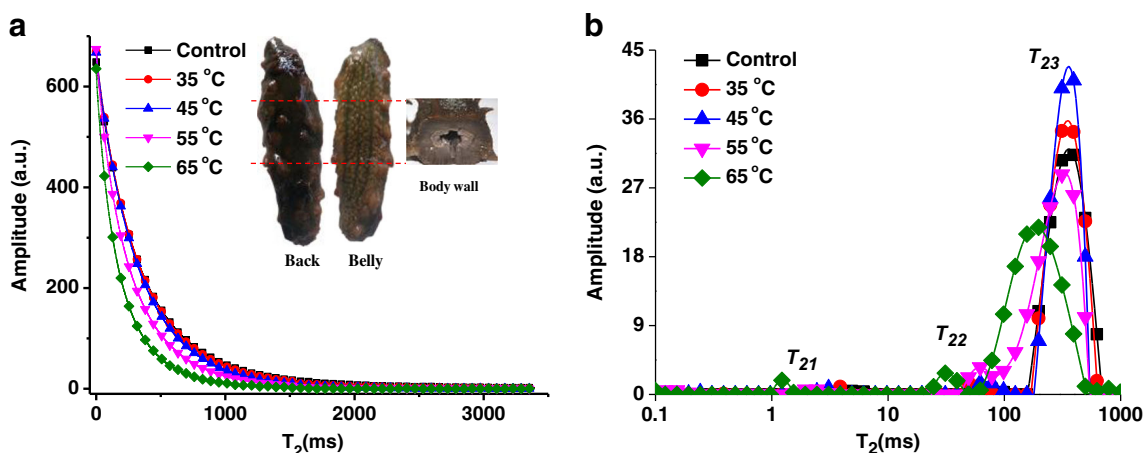 a
Amplitude (a.u.)
600
400
200
0
Control
35 °C
45 °C
55 °C
65 °C
Back
Belly
Body wall
0
1000
2000
3000
T2(ms)
b
Amplitude (a.u.)
45
36
27
18
9
0
Control
35 °C
45 °C
55 °C
65 °C
T23
T22
T21
0.1
1
10
100
1000
T2(ms)